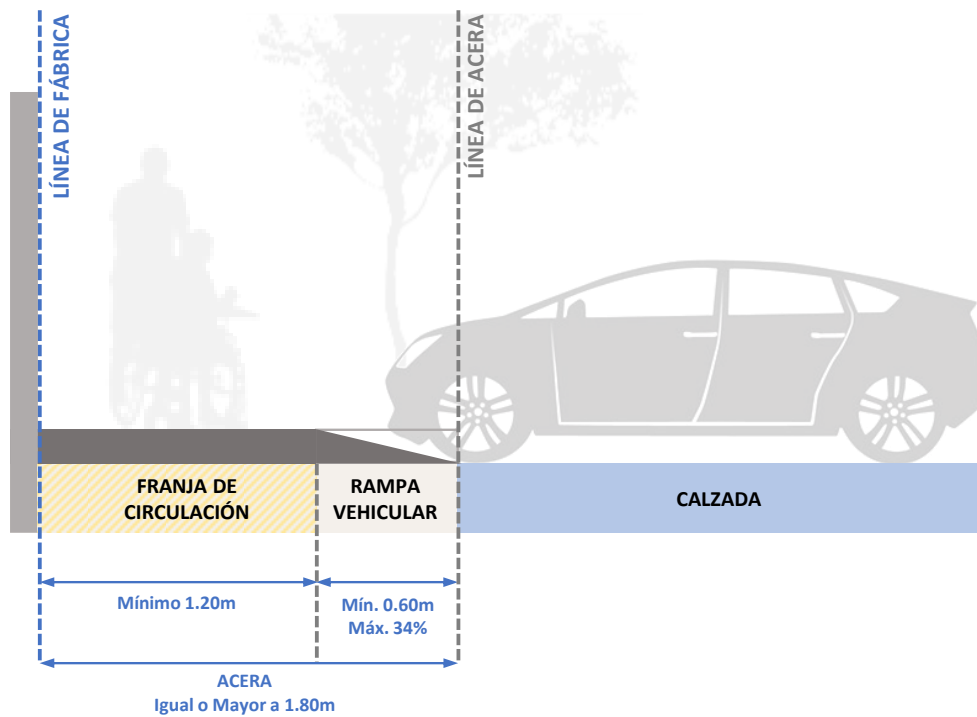 LÍNEA DE FÁBRICA
LÍNEA DE ACERA
FRANJA DE
CIRCULACIÓN
RAMPA
VEHICULAR
CALZADA
Mínimo 1.20m
Mín. 0.60m
Máx. 34%
ACERA
Igual o Mayor a 1.80m